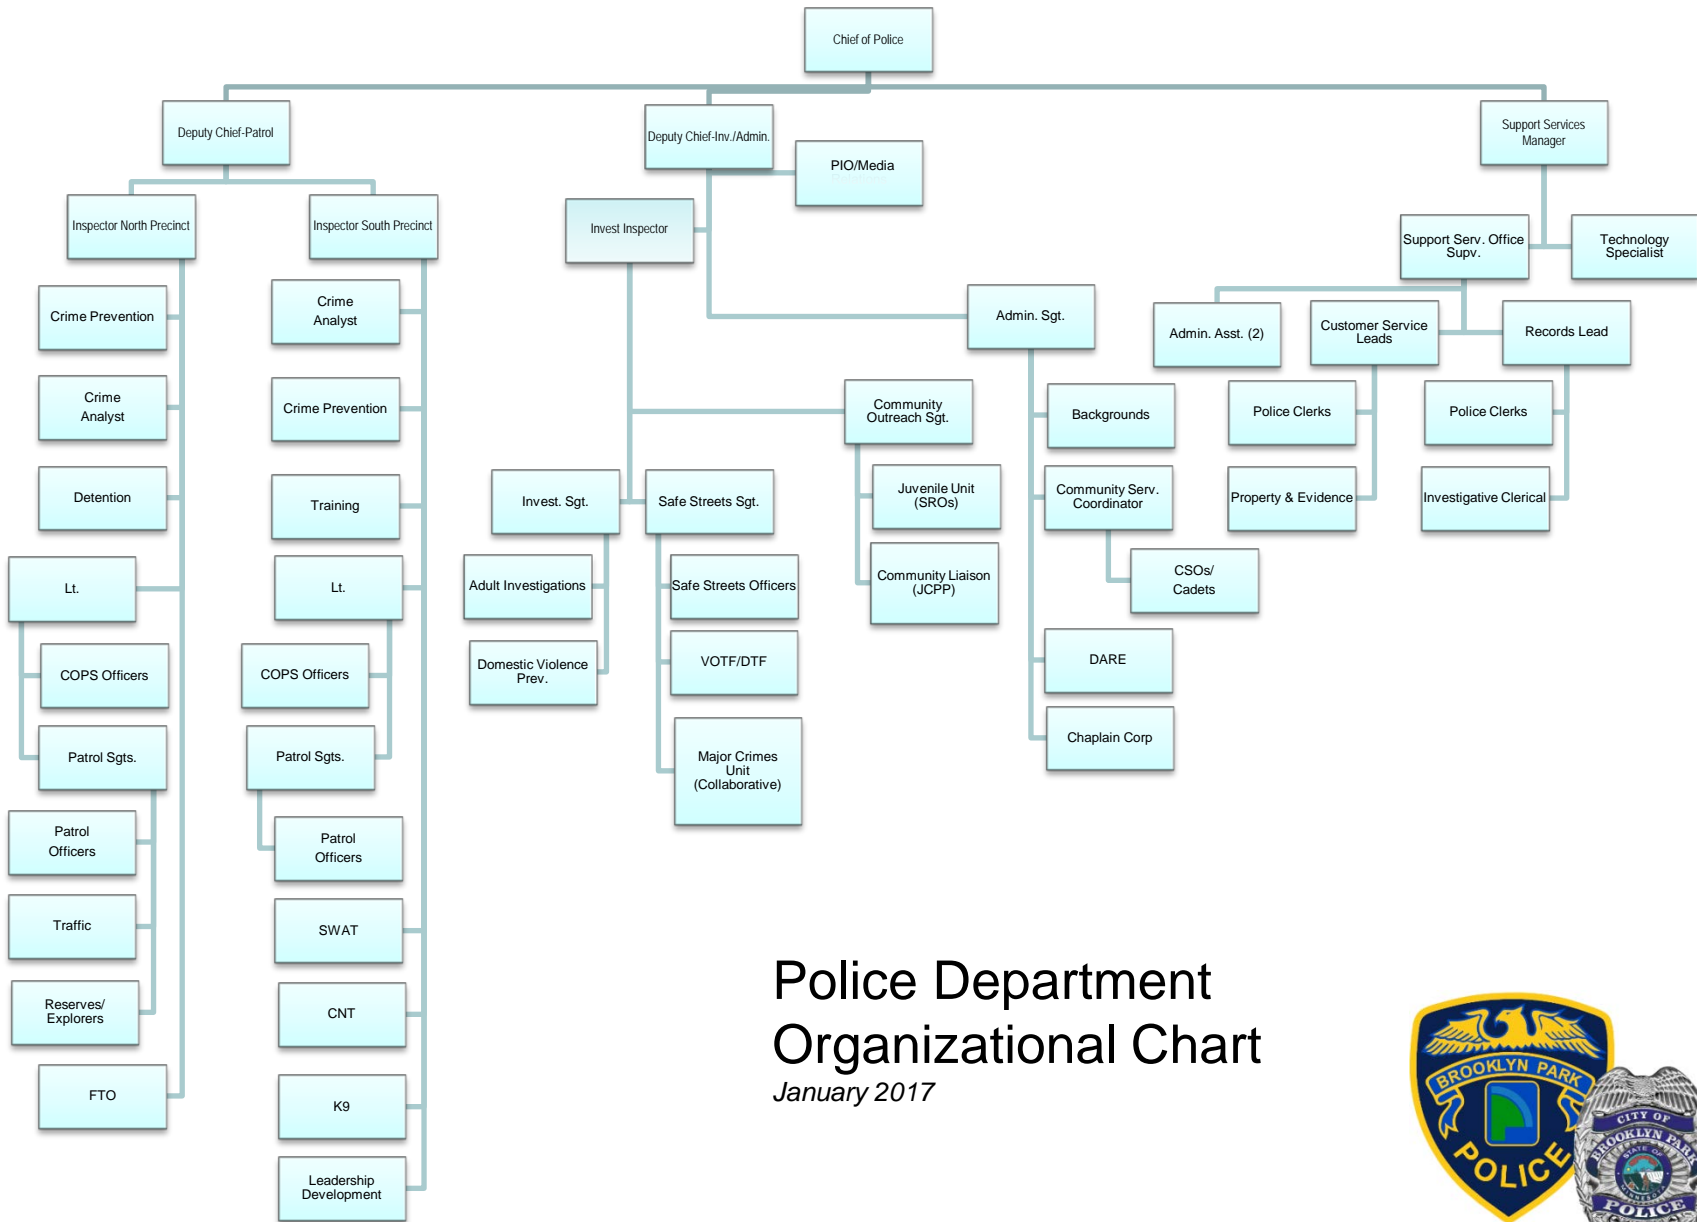 Chief of Police
Deputy Chief-Patrol
Deputy Chief-Inv./Admin.
Support Services
Manager
PIO/Media
Inspector North Precinct
Inspector South Precinct
Invest Inspector
Support Serv. Office
Supv.
Technology
Specialist
Crime Prevention
Crime
Analyst
Detention
Lt.
COPS Officers
Patrol Sgts.
Patrol
Officers
Traffic
Reserves/
Explorers
FTO
Crime
Analyst
Crime Prevention
Training
Lt.
COPS Officers
Patrol Sgts.
Patrol
Officers
SWAT
CNT
K9
Leadership
Development
Invest. Sgt.
Adult Investigations
Domestic Violence
Prev.
Safe Streets Sgt.
Safe Streets Officers
VOTF/DTF
Major Crimes
Unit
(Collaborative)
Community
Outreach Sgt.
Juvenile Unit
(SROs)
Community Liaison
(JCPP)
Admin. Sgt.
Backgrounds
Community Serv.
Coordinator
CSOs/
Cadets
DARE
Chaplain Corp
Admin. Asst. (2)
Customer Service
Leads
Police Clerks
Property & Evidence
Records Lead
Police Clerks
Investigative Clerical
Police Department
Organizational Chart
January 2017
BROOKLYN PARK
POLICE
CITY OF
BROOKLYN PARK
STATE OF
MINNESOTA
POLICE